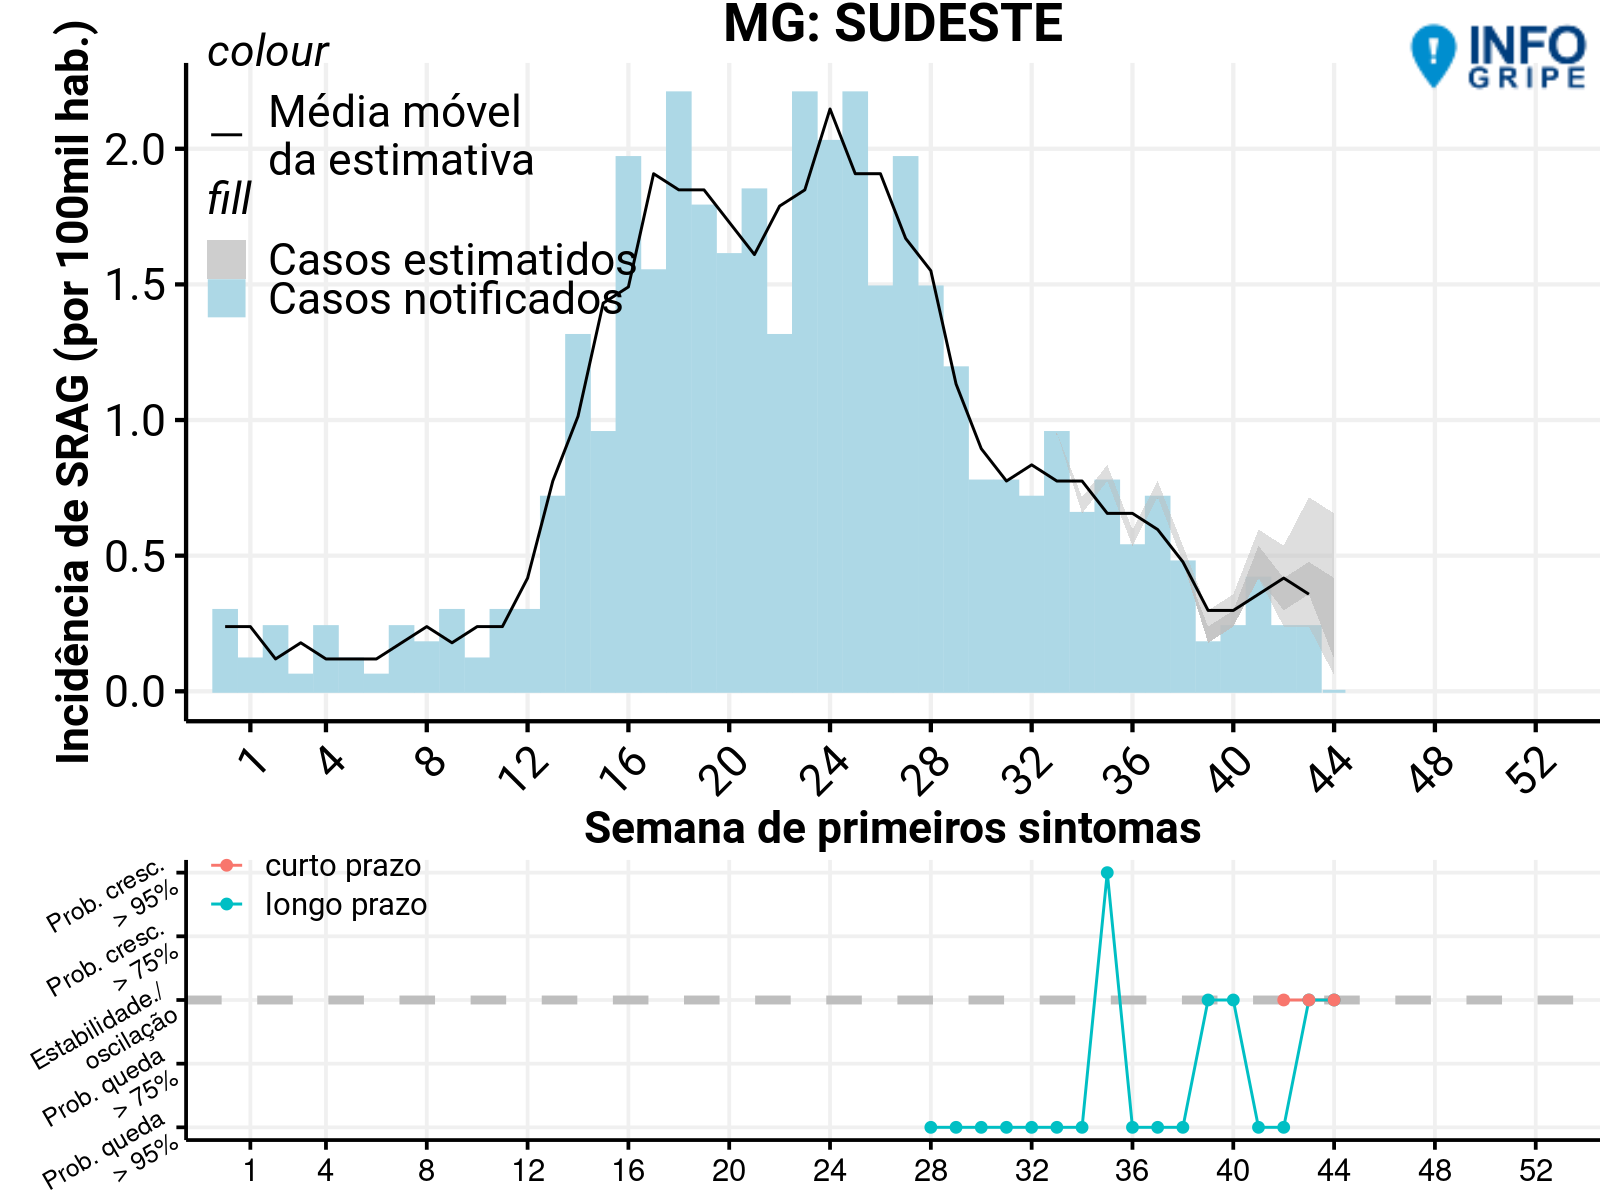 MG: SUDESTE
INFO
GRIPE
colour
Média móvel
da estimativa
fill
Casos estimatidos
Casos notificados
Incidência de SRAG (por 100mil hab.)
2.0
1.5
1.0
0.5
0.0
1 4 8 12 16 20 24 28 32 36 40 44 48 52
Semana de primeiros sintomas
curto prazo
longo prazo
Prob. cresc.
> 95%
Prob. cresc.
> 75%
Estabilidade./
oscilação
Prob. queda
> 75%
Prob. queda
> 95%
1 4 8 12 16 20 24 28 32 36 40 44 48 52